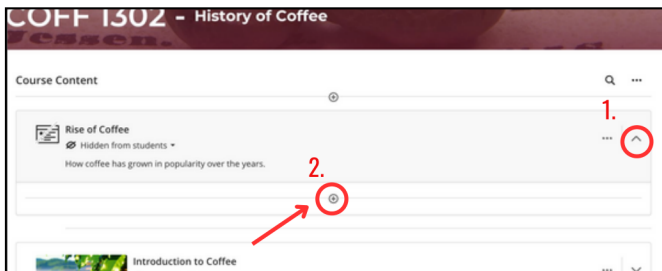 COFF 1302 - History of Coffee
Course Content
1.
Rise of Coffee
Hidden from students
How coffee has grown in popularity over the years.
2.
Introduction to Coffee